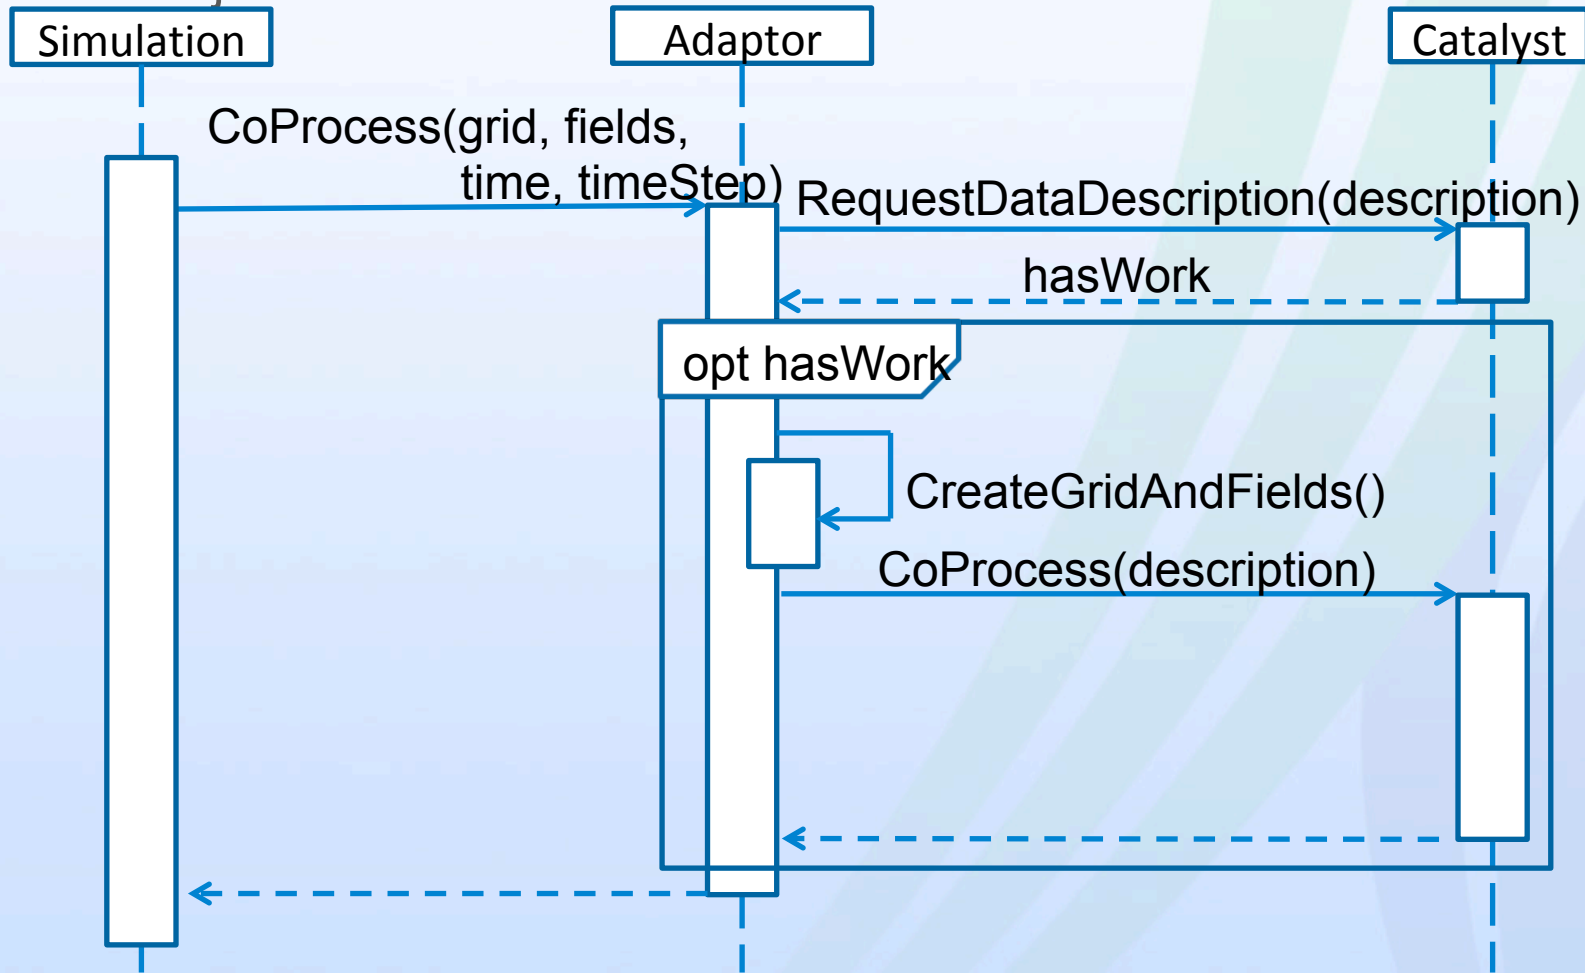 Simulation
Adaptor
Catalyst
CoProcess(grid, fields,
time, timeStep)
RequestDataDescription(description)
hasWork
opt hasWork
CreateGridAndFields()
CoProcess(description)